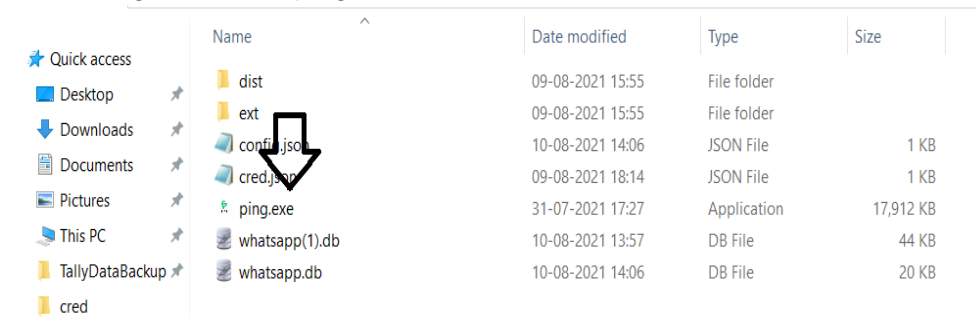 Name Date modified Type Size
Quick access
Desktop
Downloads
Documents
Pictures
This PC
TallyDataBackup
cred
dist 09-08-2021 15:55 File folder
ext 09-08-2021 15:55 File folder
config.json 10-08-2021 14:06 JSON File 1 KB
cred.json 09-08-2021 18:14 JSON File 1 KB
ping.exe 31-07-2021 17:27 Application 17,912 KB
whatsapp(1).db 10-08-2021 13:57 DB File 44 KB
whatsapp.db 10-08-2021 14:06 DB File 20 KB